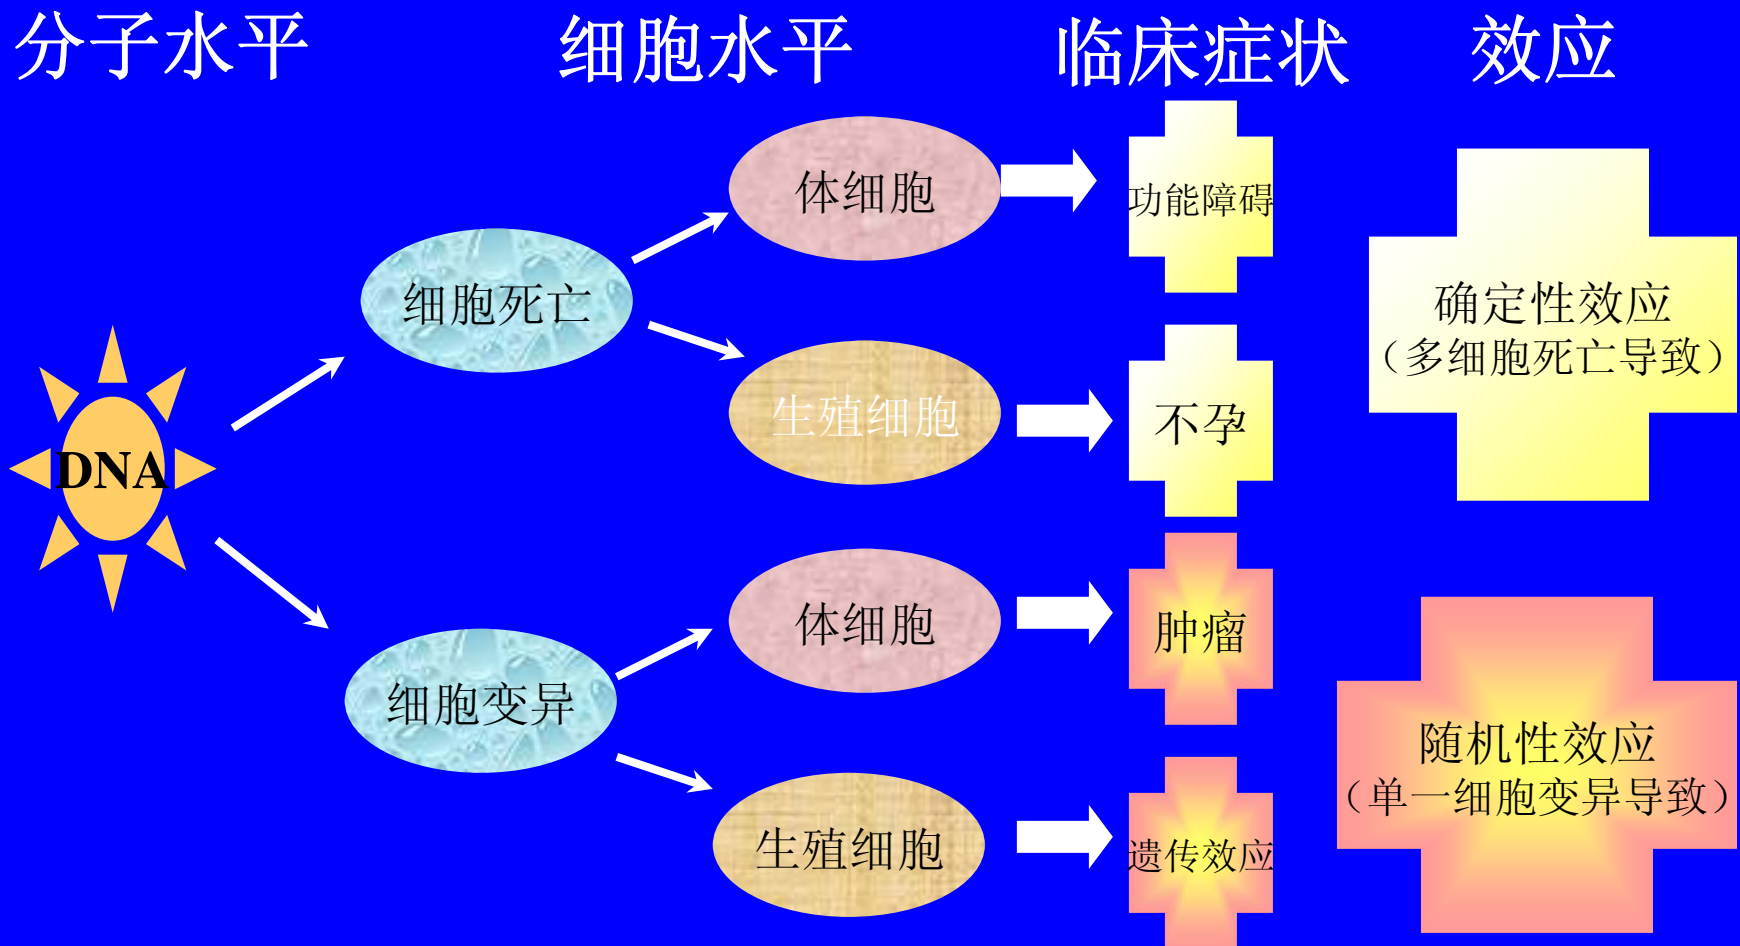 分子水平
细胞水平
临床症状
效应
DNA
细胞死亡
体细胞
功能障碍
生殖细胞
不孕
确定性效应
（多细胞死亡导致）
细胞变异
体细胞
肿瘤
生殖细胞
遗传效应
随机性效应
（单一细胞变异导致）